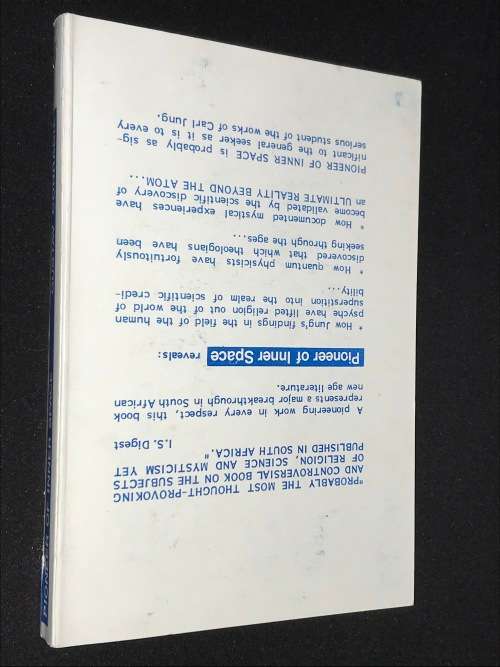 "PROBABLY THE MOST THOUGHT-PROVOKING
AND CONTROVERSIAL BOOK ON THE SUBJECTS
OF RELIGION, SCIENCE AND MYSTICISM YET
PUBLISHED IN SOUTH AFRICA."
I.S. Digest
A pioneering work in every respect, this book
represents a major breakthrough in South African
new age literature.
Pioneer of Inner Space reveals:
* How Jung's findings in the field of the human
psyche have lifted religion out of the world of
superstition into the realm of scientific credi-
bility...
* How quantum physicists have fortuitously
discovered that which theologians have been
seeking through the ages...
* How documented mystical experiences have
become validated by the scientific discovery of
an ULTIMATE REALITY BEYOND THE ATOM...
PIONEER OF INNER SPACE is probably as sig-
nificant to the general seeker as it is to every
serious student of the works of Carl Jung.
PIONEER OF INNER SPACE